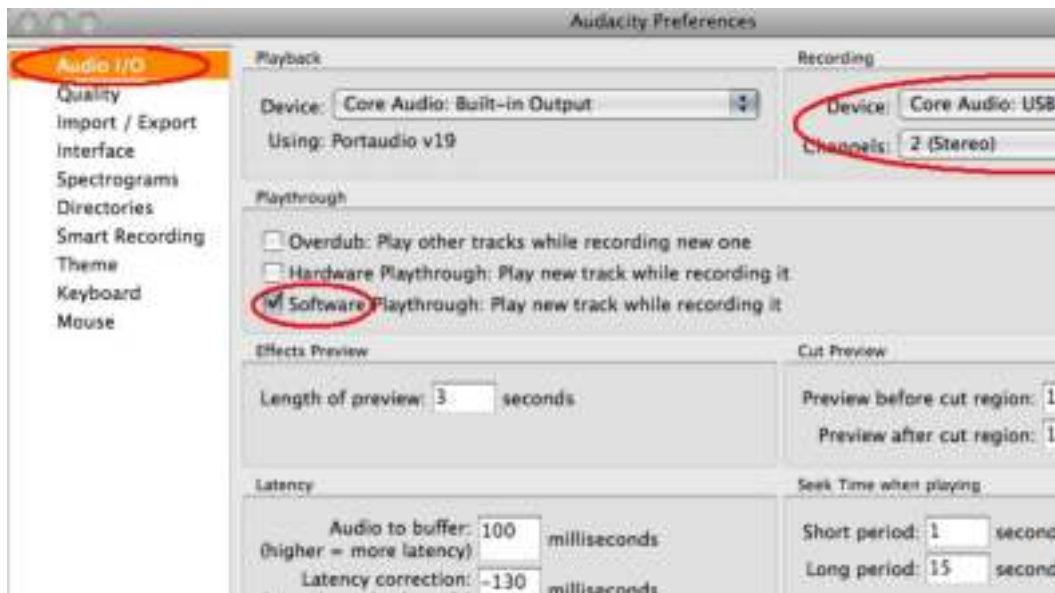 Audacity Preferences
Audio I/O
Quality
Import / Export
Interface
Spectrograms
Directories
Smart Recording
Theme
Keyboard
Mouse
Playback
Device: Core Audio: Built-in Output
Using: Portaudio v19
Recording
Device: Core Audio: USB
Channels: 2 (Stereo)
Playthrough
Overdub: Play other tracks while recording new one
Hardware Playthrough: Play new track while recording it
Software Playthrough: Play new track while recording it
Effects Preview
Length of preview: 3 seconds
Cut Preview
Preview before cut region: 1
Preview after cut region: 1
Latency
Audio to buffer: 100 milliseconds
(higher = more latency)
Latency correction: -130 milliseconds
Seek Time when playing
Short period: 1 second
Long period: 15 second